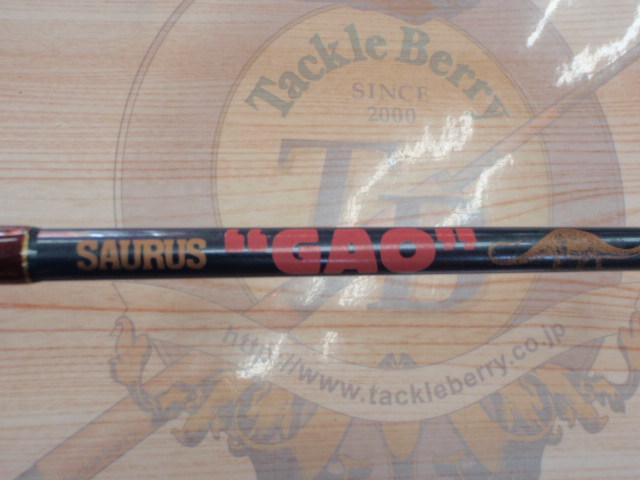 Tackle Berry
SINCE
2000
TB
SAURUS "GAO"
http://www.tackleberry.co.jp